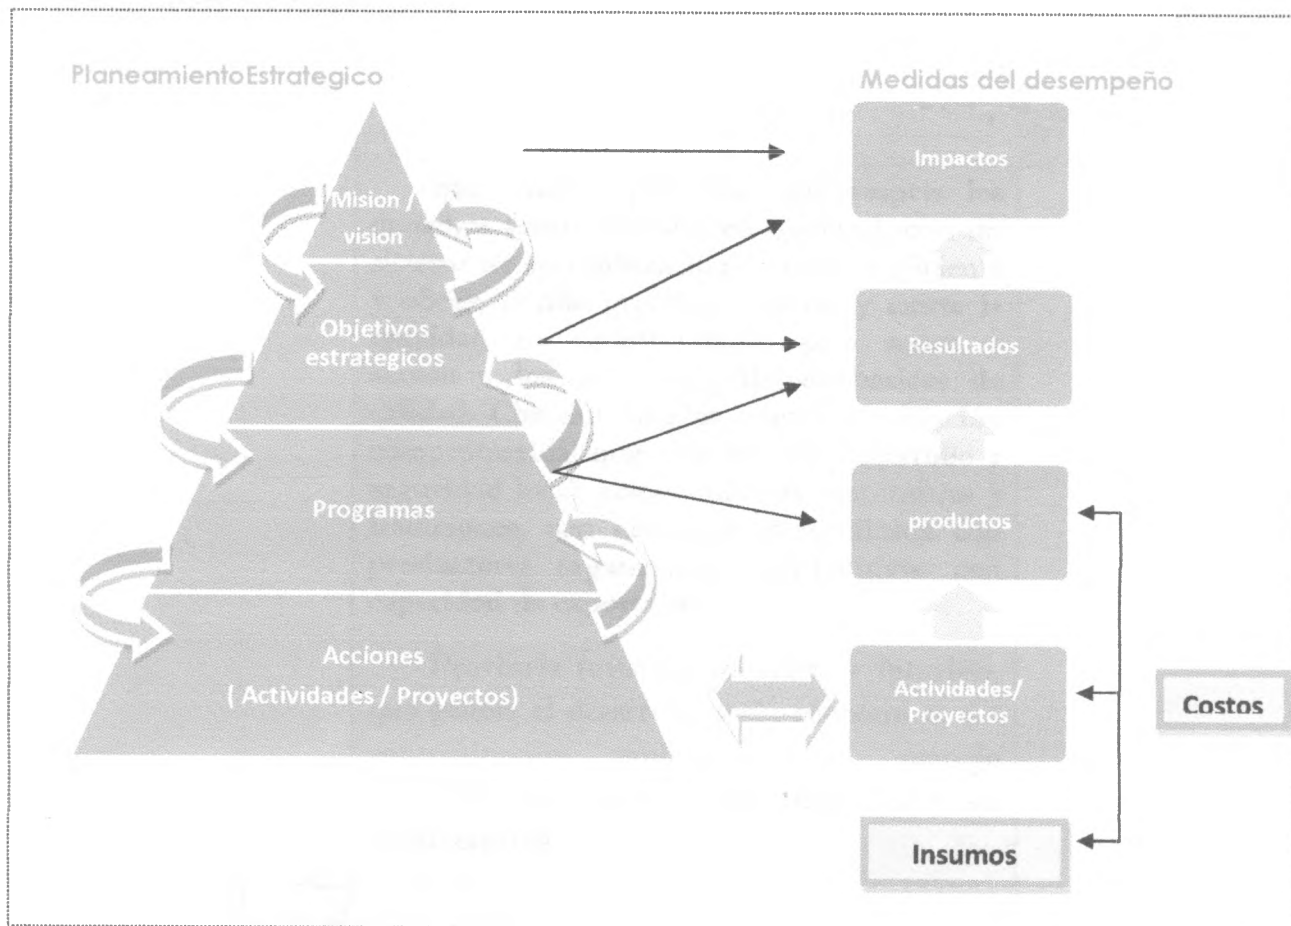 PlaneamientoEstrategico
Mision /
vision
Objetivos
estrategicos
Programas
Acciones
( Actividades / Proyectos)
Medidas del desempeño
Impactos
Resultados
productos
Actividades/
Proyectos
Costos
Insumos